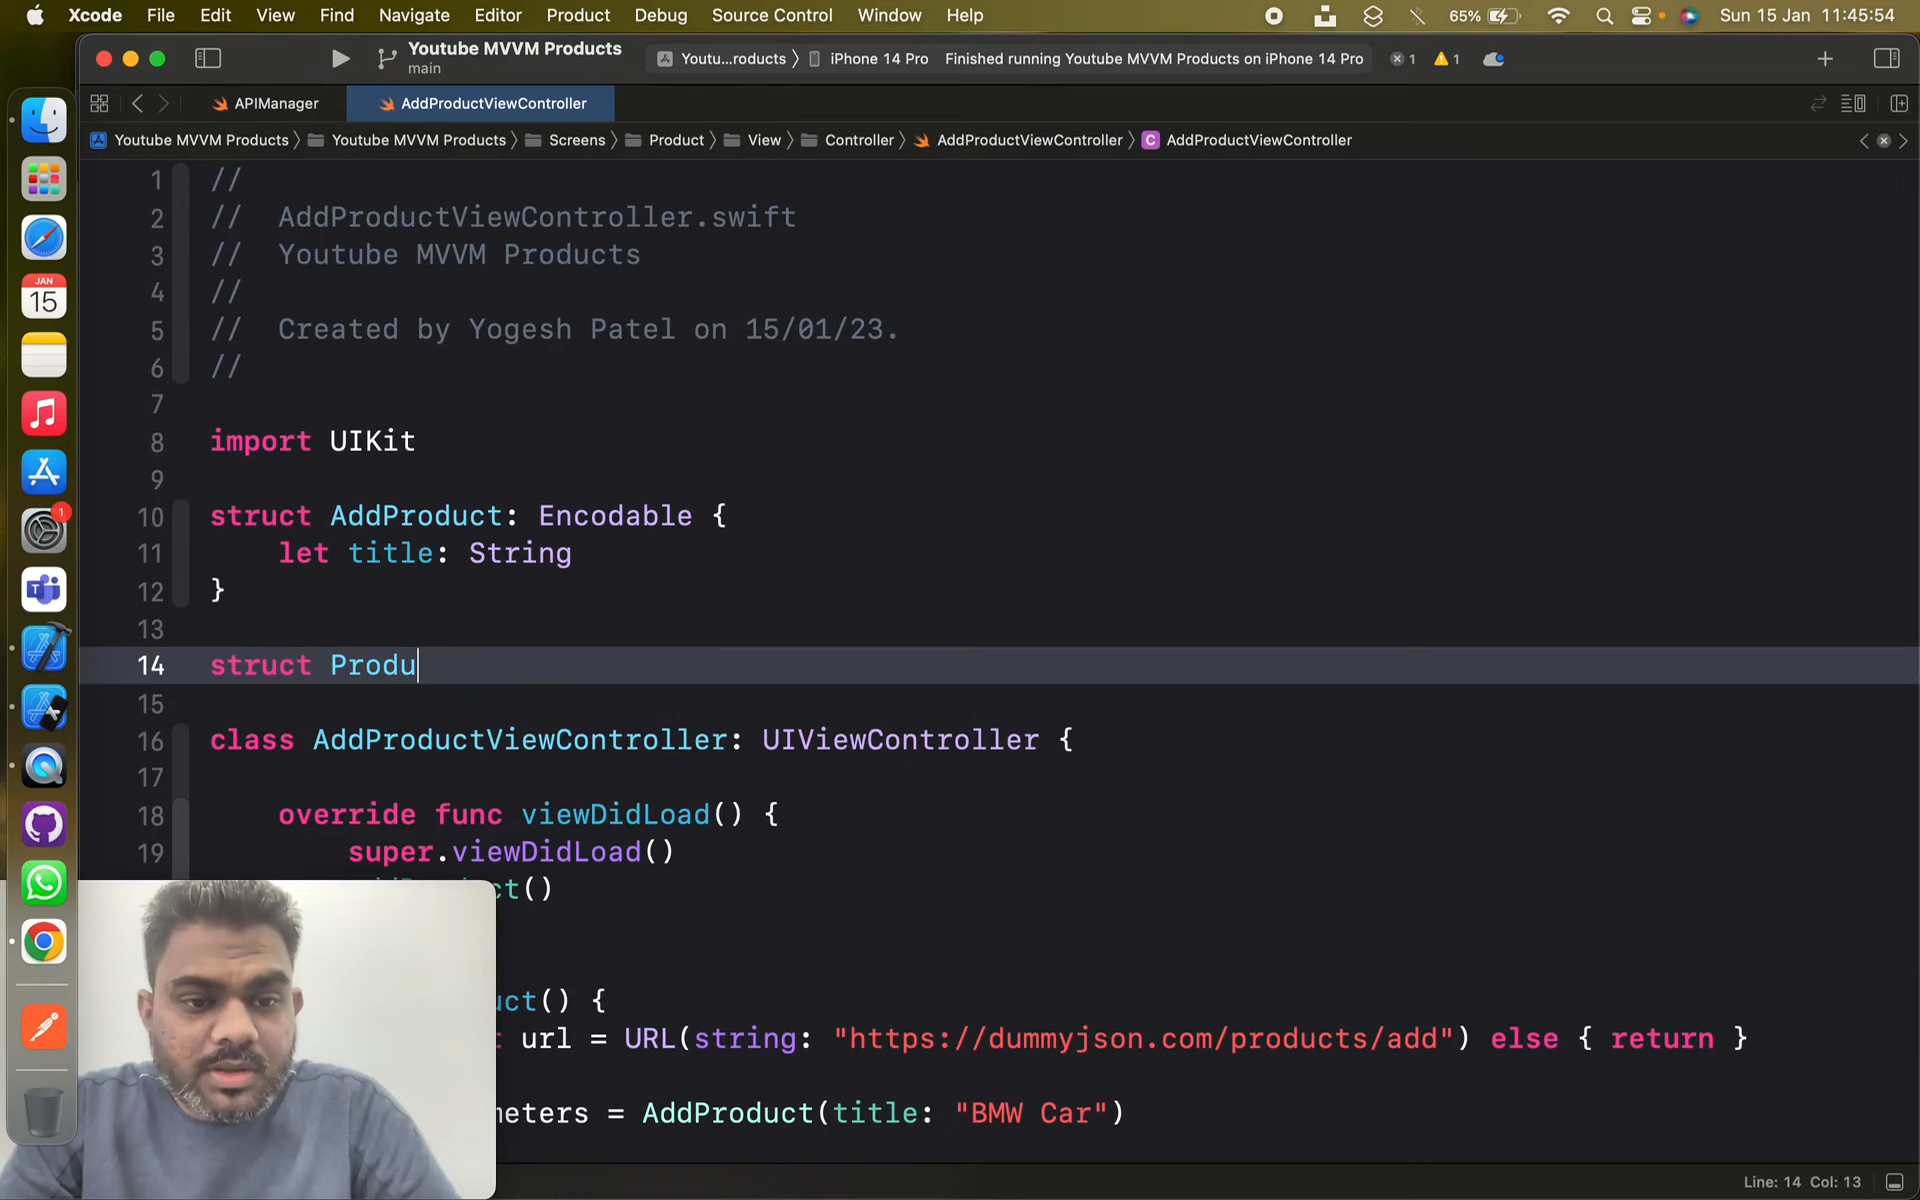 Xcode File Edit View Find Navigate Editor Product Debug Source Control Window Help 65% Sun 15 Jan 11:45:54
Youtube MVVM Products
main
Youtu...roducts 〉 iPhone 14 Pro Finished running Youtube MVVM Products on iPhone 14 Pro 1 1
APIManager AddProductViewController
Youtube MVVM Products 〉 Youtube MVVM Products 〉 Screens 〉 Product 〉 View 〉 Controller 〉 AddProductViewController 〉 C AddProductViewController
1 //
2 // AddProductViewController.swift
3 // Youtube MVVM Products
4 //
5 // Created by Yogesh Patel on 15/01/23.
6 //
7
8 import UIKit
9
10 struct AddProduct: Encodable {
11 let title: String
12 }
13
14 struct Produ
15
16 class AddProductViewController: UIViewController {
17
18 override func viewDidLoad() {
19 super.viewDidLoad()
ct()
uct() {
url = URL(string: "https://dummyjson.com/products/add") else { return }
meters = AddProduct(title: "BMW Car")
Line: 14 Col: 13
JAN
15
1